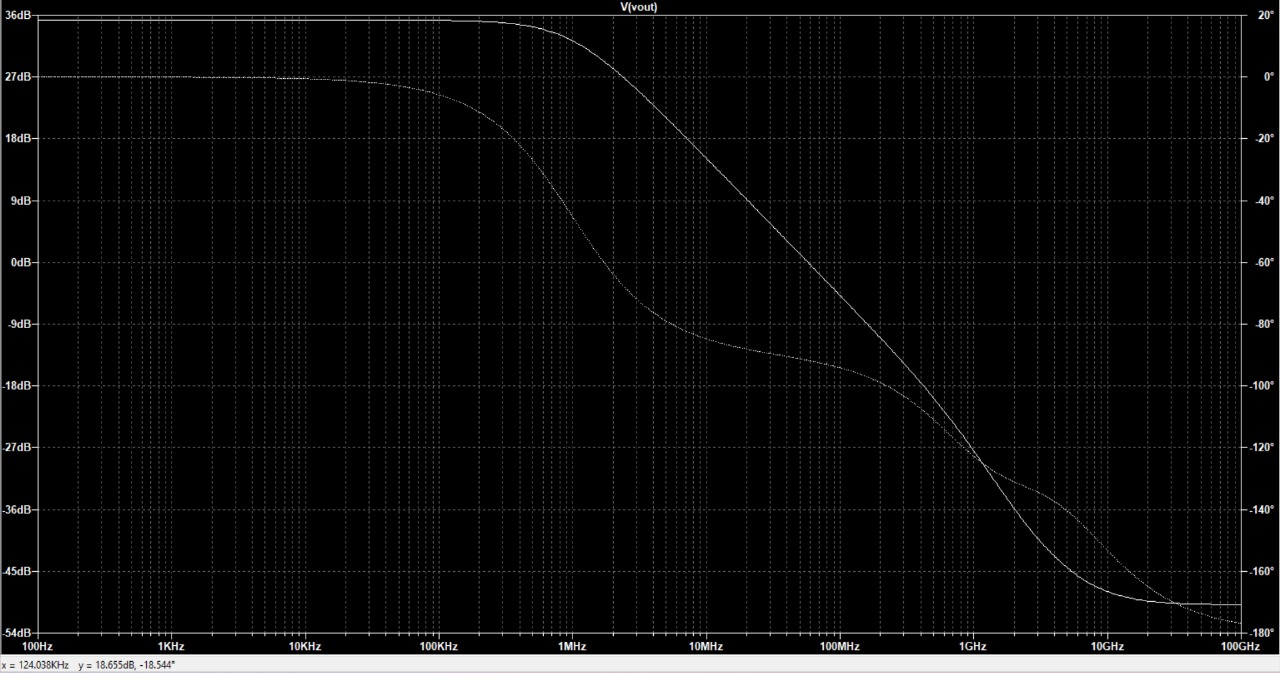 V(vout)
36dB
27dB
18dB
9dB
0dB
-9dB
-18dB
-27dB
-36dB
-45dB
-54dB
20°
0°
-20°
-40°
-60°
-80°
-100°
-120°
-140°
-160°
-180°
100Hz 1KHz 10KHz 100KHz 1MHz 10MHz 100MHz 1GHz 10GHz 100GHz
x = 124.038KHz y = 18.655dB, -18.544°